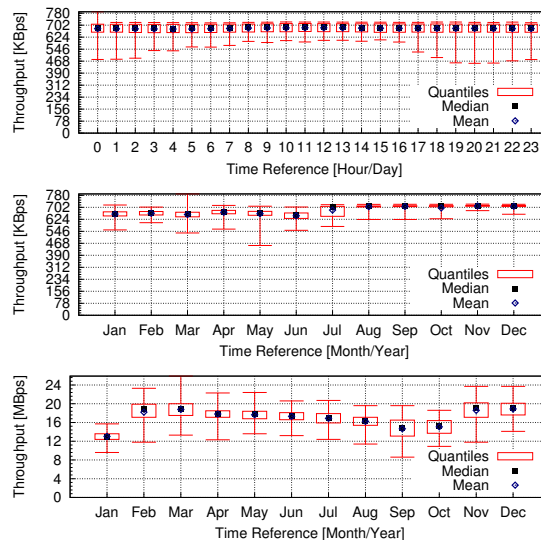 Throughput [KBps]
780
702
624
546
468
390
312
234
156
78
0
Quantiles
Median
Mean
0 1 2 3 4 5 6 7 8 9 10 11 12 13 14 15 16 17 18 19 20 21 22 23
Time Reference [Hour/Day]
Throughput [KBps]
780
702
624
546
468
390
312
234
156
78
0
Quantiles
Median
Mean
Jan Feb Mar Apr May Jun Jul Aug Sep Oct Nov Dec
Time Reference [Month/Year]
Throughput [MBps]
24
20
16
12
8
4
0
Quantiles
Median
Mean
Jan Feb Mar Apr May Jun Jul Aug Sep Oct Nov Dec
Time Reference [Month/Year]